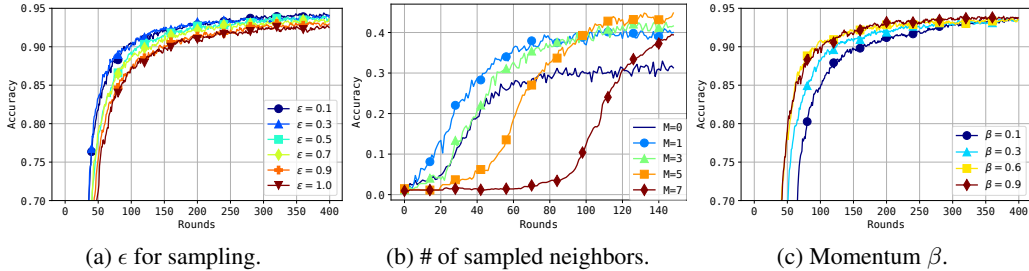 0.95
0.90
0.85
0.80
0.75
0.70
Accuracy
0 50 100 150 200 250 300 350 400
Rounds
ϵ = 0.1
ϵ = 0.3
ϵ = 0.5
ϵ = 0.7
ϵ = 0.9
ϵ = 1.0
(a) ϵ for sampling.
0.4
0.3
0.2
0.1
0.0
Accuracy
0 20 40 60 80 100 120 140
Rounds
M=0
M=1
M=3
M=5
M=7
(b) # of sampled neighbors.
0.95
0.90
0.85
0.80
0.75
0.70
Accuracy
0 50 100 150 200 250 300 350 400
Rounds
β = 0.1
β = 0.3
β = 0.6
β = 0.9
(c) Momentum β.